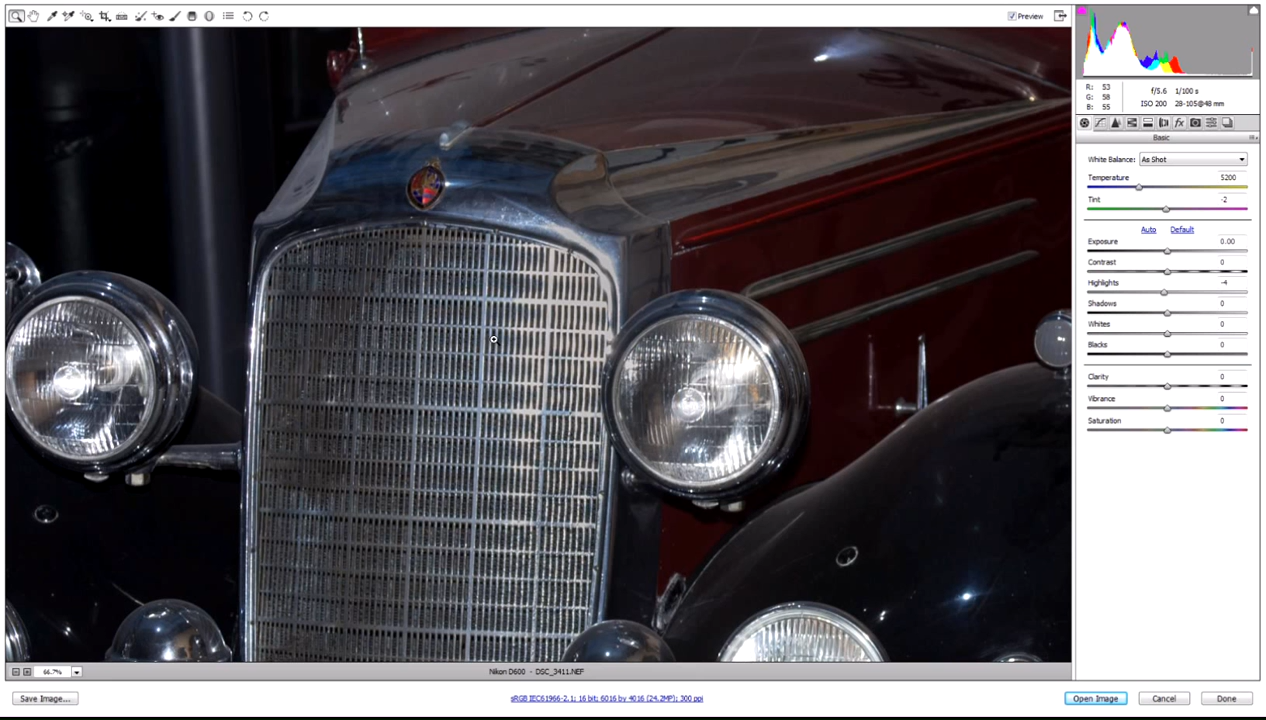 Preview
R: 53
G: 58
B: 55
f/5.6 1/100 s
ISO 200 28-105@48 mm
Basic
White Balance: As Shot
Temperature 5200
Tint -2
Auto Default
Exposure 0.00
Contrast 0
Highlights -4
Shadows 0
Whites 0
Blacks 0
Clarity 0
Vibrance 0
Saturation 0
66.7%
Nikon D600 - DSC_3411.NEF
Save Image...
sRGB IEC61966-2.1; 16 bit; 6016 by 4016 (24.2MP); 300 ppi
Open Image
Cancel
Done